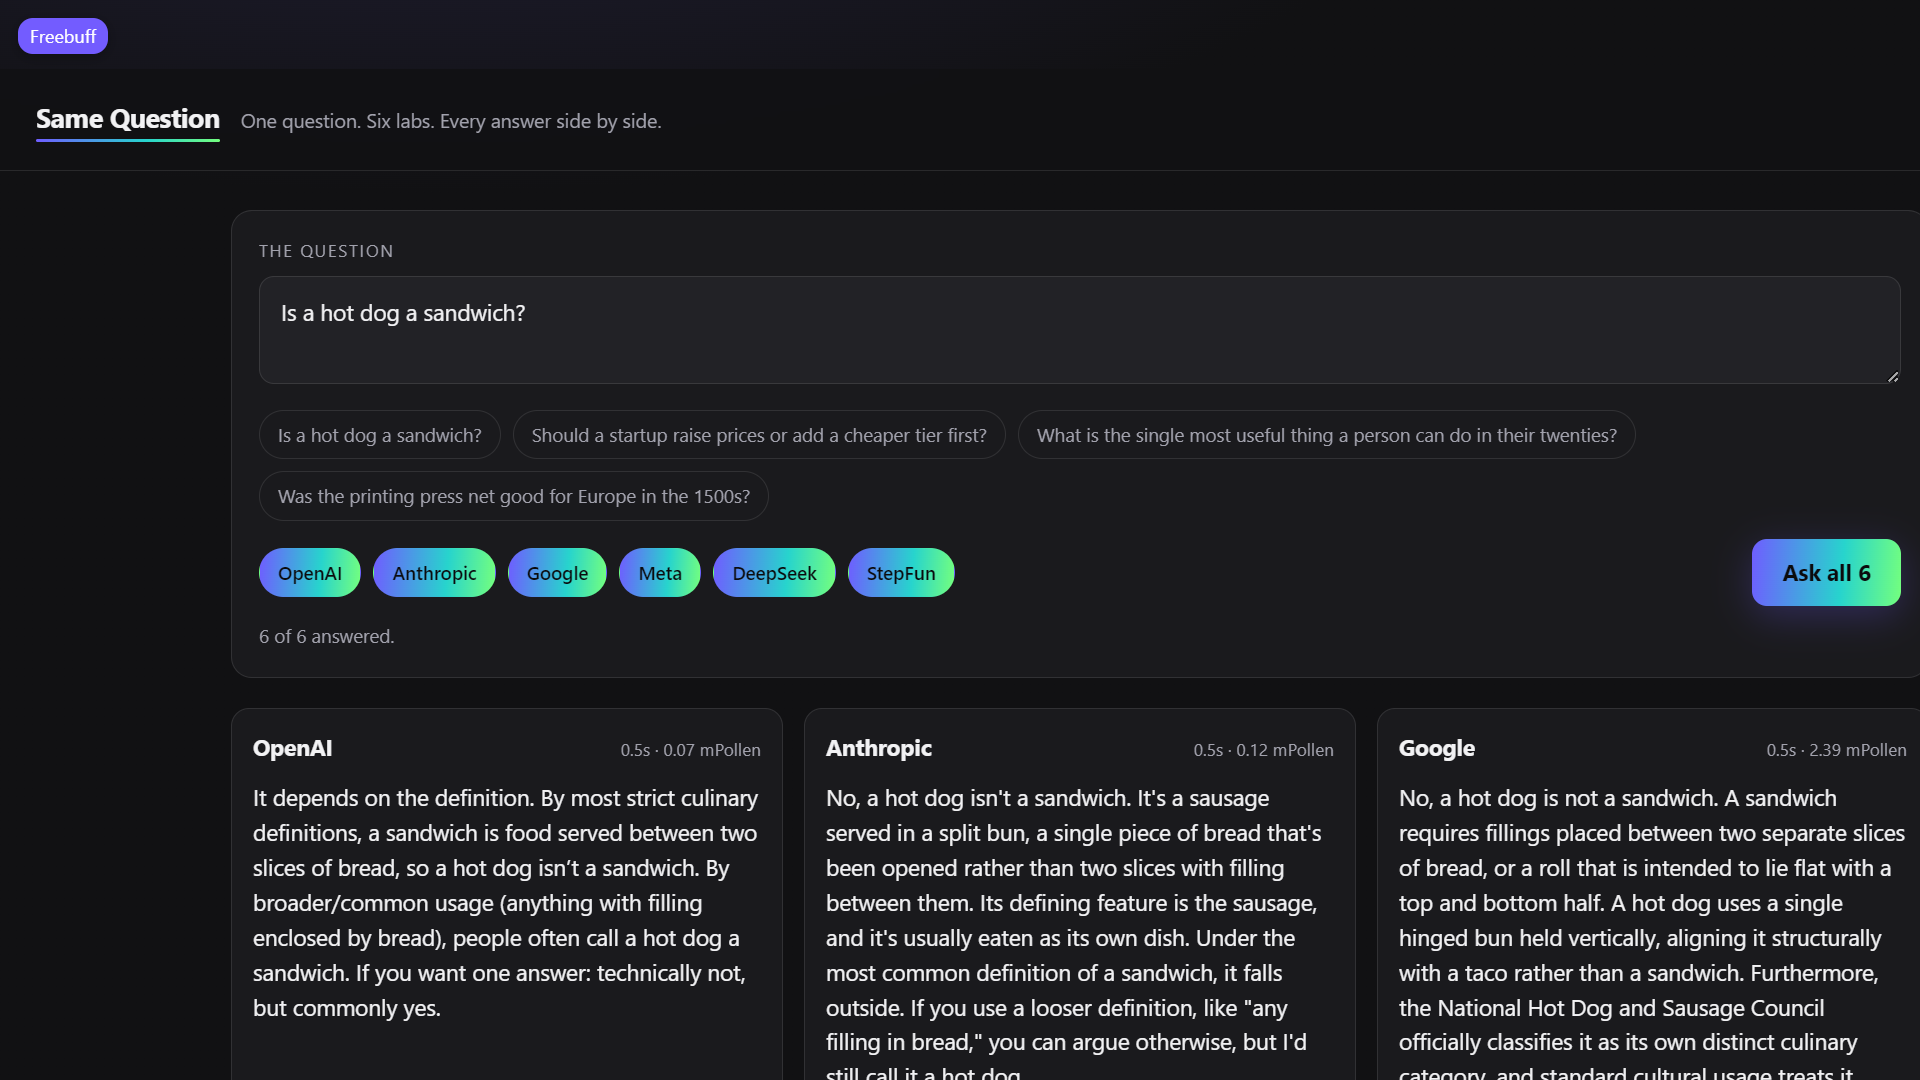 Freebuff
Same Question
One question. Six labs. Every answer side by side.
THE QUESTION
Is a hot dog a sandwich?
Is a hot dog a sandwich?
Should a startup raise prices or add a cheaper tier first?
What is the single most useful thing a person can do in their twenties?
Was the printing press net good for Europe in the 1500s?
OpenAI
Anthropic
Google
Meta
DeepSeek
StepFun
Ask all 6
6 of 6 answered.
OpenAI
0.5s · 0.07 mPollen
It depends on the definition. By most strict culinary
definitions, a sandwich is food served between two
slices of bread, so a hot dog isn’t a sandwich. By
broader/common usage (anything with filling
enclosed by bread), people often call a hot dog a
sandwich. If you want one answer: technically not,
but commonly yes.
Anthropic
0.5s · 0.12 mPollen
No, a hot dog isn't a sandwich. It's a sausage
served in a split bun, a single piece of bread that's
been opened rather than two slices with filling
between them. Its defining feature is the sausage,
and it's usually eaten as its own dish. Under the
most common definition of a sandwich, it falls
outside. If you use a looser definition, like "any
filling in bread," you can argue otherwise, but I'd
still call it a hot dog.
Google
0.5s · 2.39 mPollen
No, a hot dog is not a sandwich. A sandwich
requires fillings placed between two separate slices
of bread, or a roll that is intended to lie flat with a
top and bottom half. A hot dog uses a single
hinged bun held vertically, aligning it structurally
with a taco rather than a sandwich. Furthermore,
the National Hot Dog and Sausage Council
officially classifies it as its own distinct culinary
category, and standard cultural usage treats it